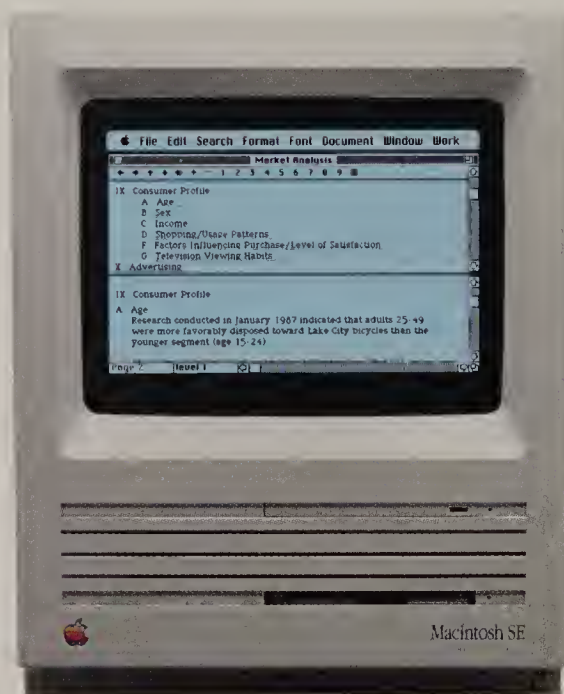 File Edit Search Format Font Document Window Work
Market Analysis
1 2 3 4 5 6 7 8 9
IX Consumer Profile
A Age
B Sex
C Income
D Shopping/Usage Patterns
F Factors Influencing Purchase/Level of Satisfaction
G Television Viewing Habits
X Advertising
IX Consumer Profile
A Age
Research conducted in January 1987 indicated that adults 25-49
were more favorably disposed toward Lake City bicycles than the
younger segment (age 15-24)
Page 2 level 1
Macintosh SE